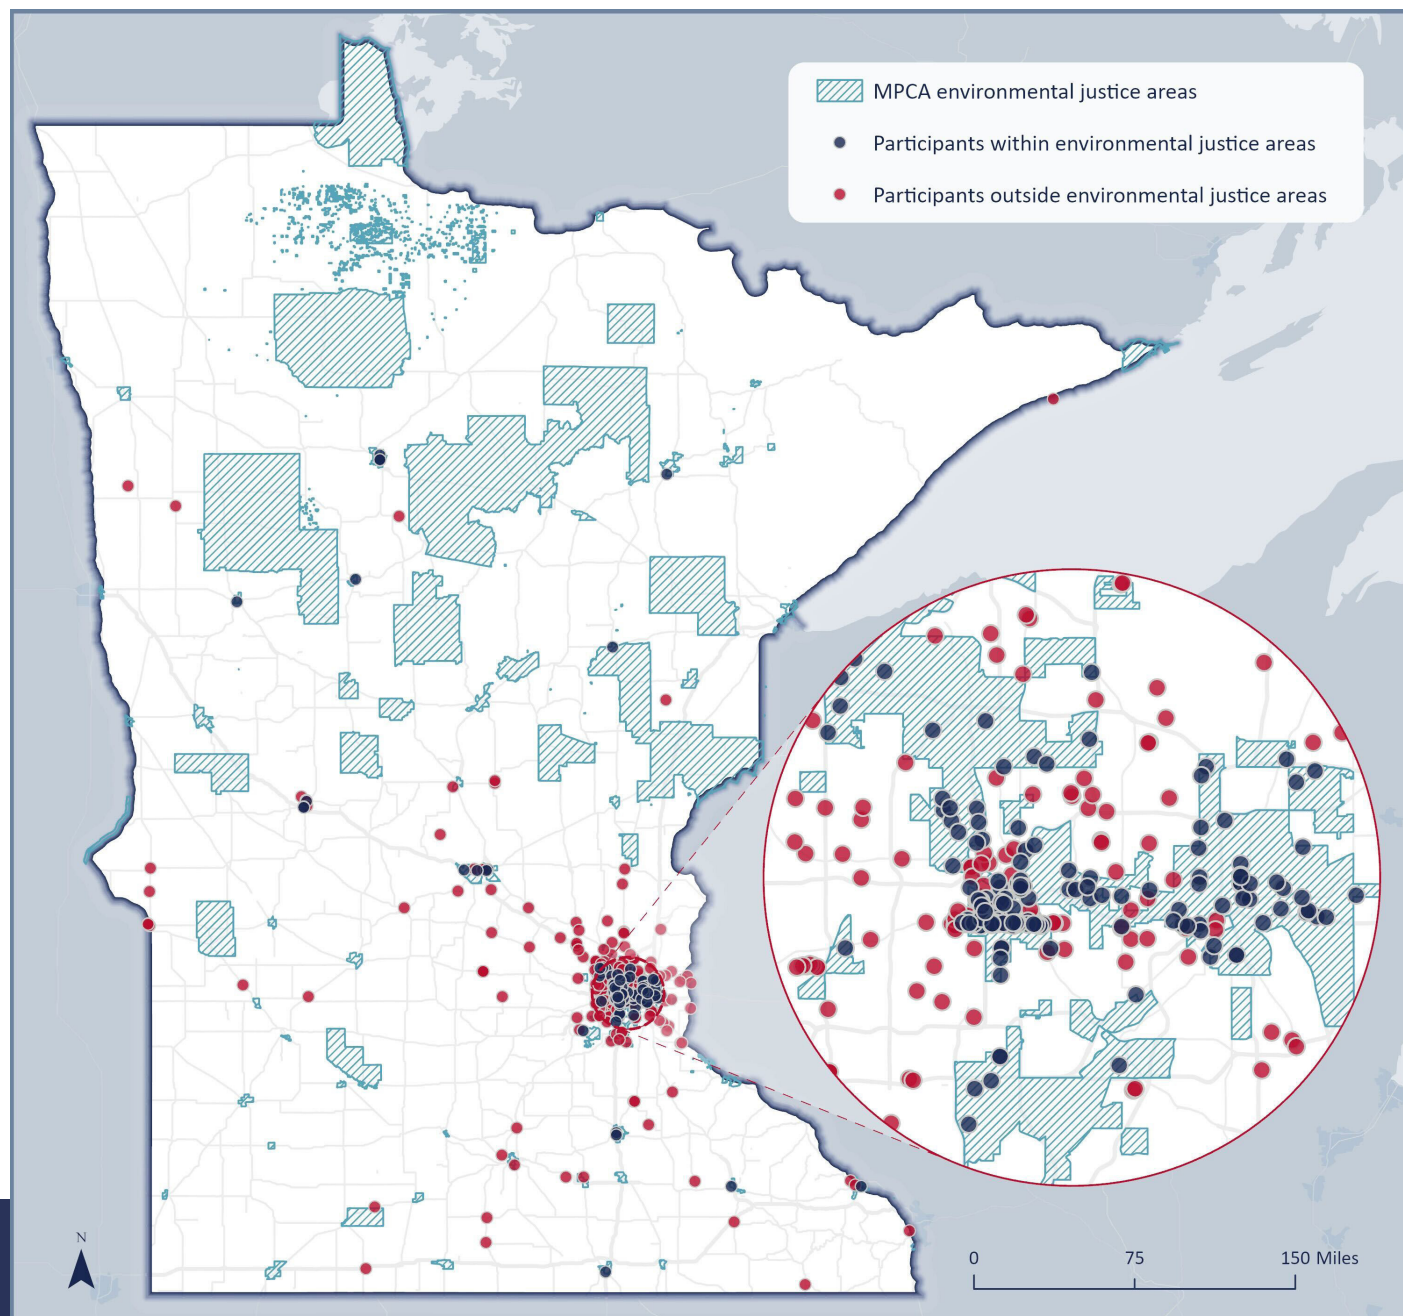 MPCA environmental justice areas
Participants within environmental justice areas
Participants outside environmental justice areas
N
0 75 150 Miles